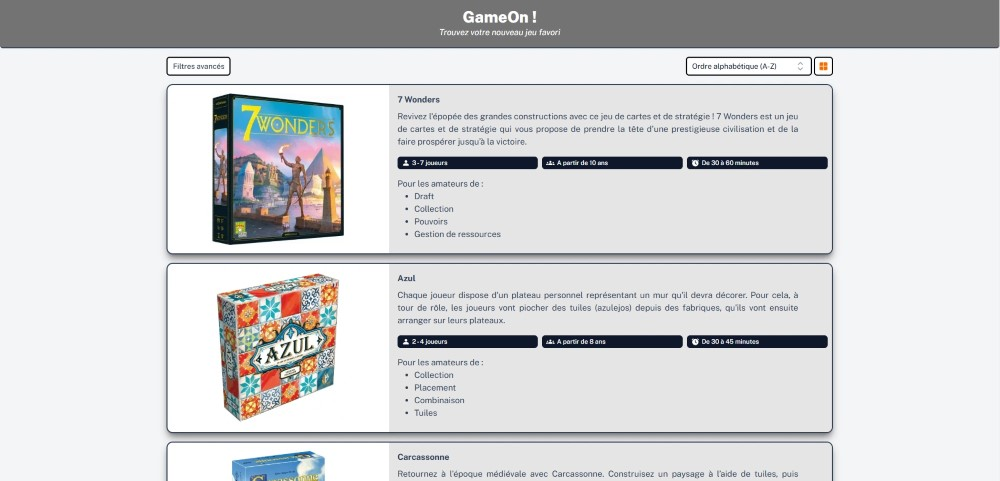 GameOn !
Trouvez votre nouveau jeu favori
Filtres avancés
Ordre alphabétique (A-Z)
7 WONDERS
7 Wonders
Revivez l'épopée des grandes constructions avec ce jeu de cartes et de stratégie ! 7 Wonders est un jeu
de cartes et de stratégie qui vous propose de prendre la tête d'une prestigieuse civilisation et de la
faire prospérer jusqu'à la victoire.
3-7 joueurs
A partir de 10 ans
De 30 à 60 minutes
Pour les amateurs de :
Draft
Collection
Pouvoirs
Gestion de ressources
AZUL
Azul
Chaque joueur dispose d'un plateau personnel représentant un mur qu'il devra décorer. Pour cela, à
tour de rôle, les joueurs vont piocher des tuiles (azulejos) depuis des fabriques, qu'ils vont ensuite
arranger sur leurs plateaux.
2-4 joueurs
A partir de 8 ans
De 30 à 45 minutes
Pour les amateurs de :
Collection
Placement
Combinaison
Tuiles
Carcassonne
Retournez à l'époque médiévale avec Carcassonne. Construisez un paysage à l'aide de tuiles, puis